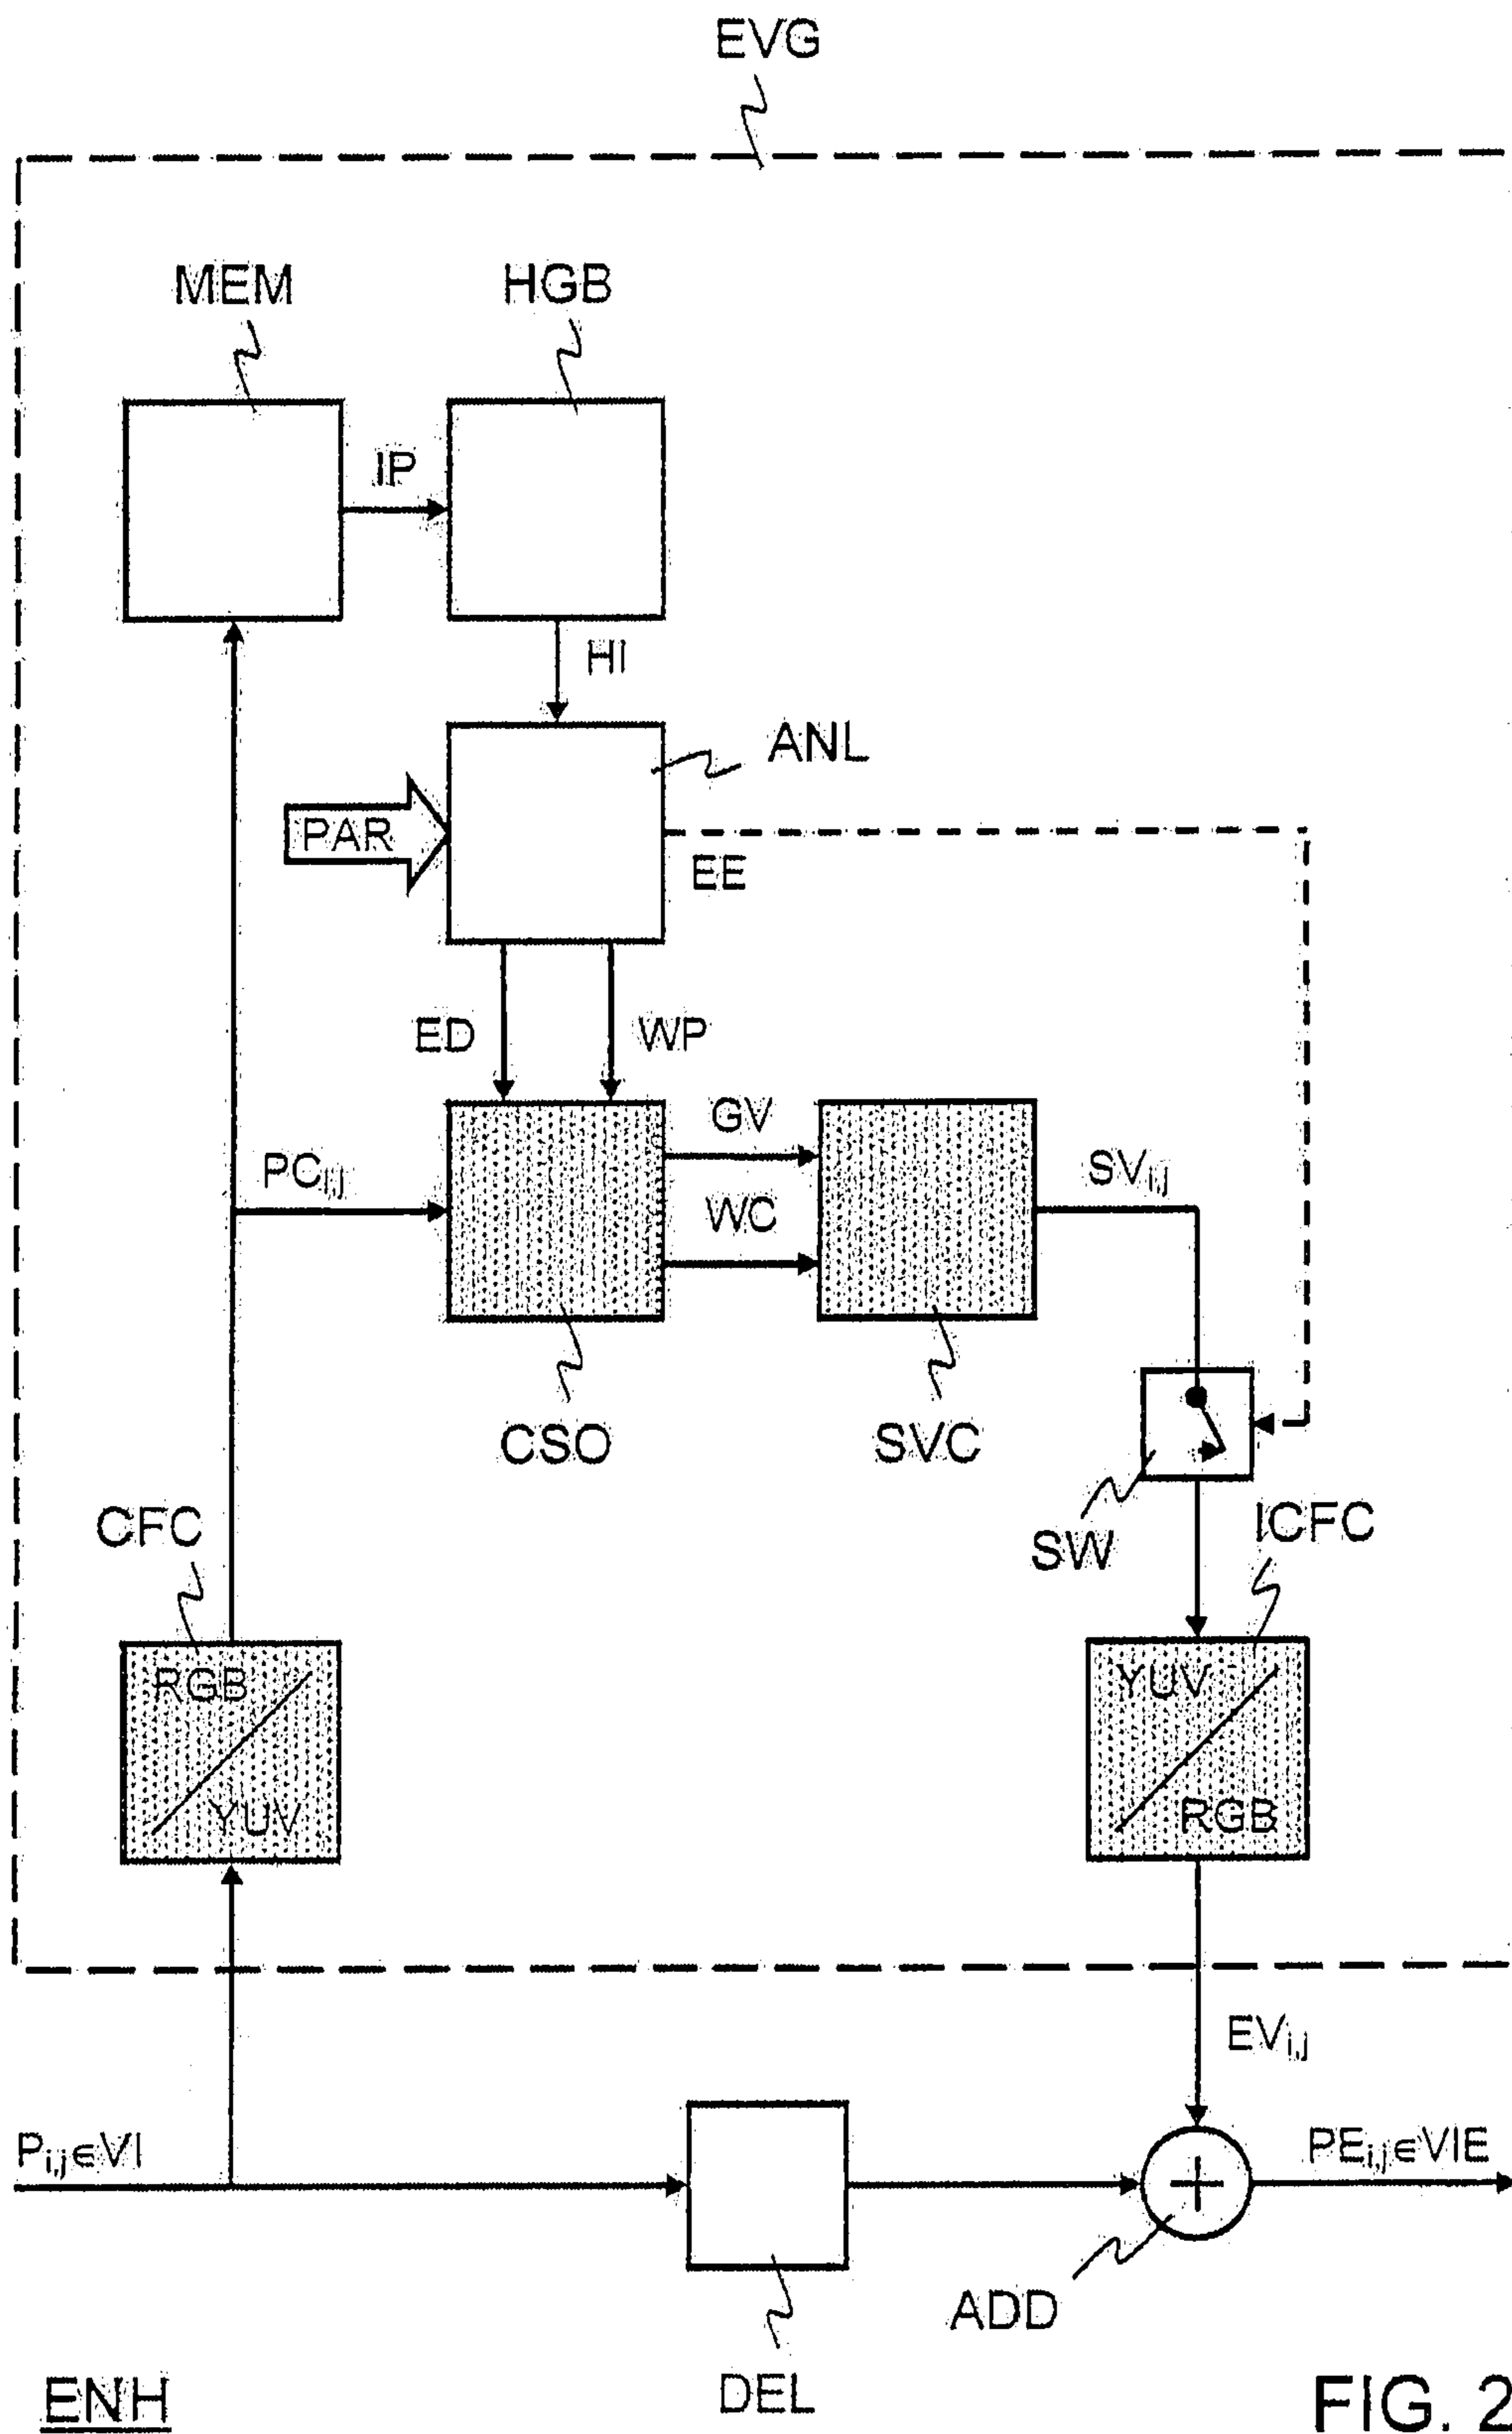 EVG
MEM
HGB
IP
HI
ANL
PAR
EE
ED
WP
GV
PCi,j
SVi,j
WC
CSO
SVC
CFC
SW
ICFC
RGB
YUV
YUV
RGB
EVi,j
Pi,j∈VI
PEi,j∈VIE
ADD
DEL
ENH
FIG. 2